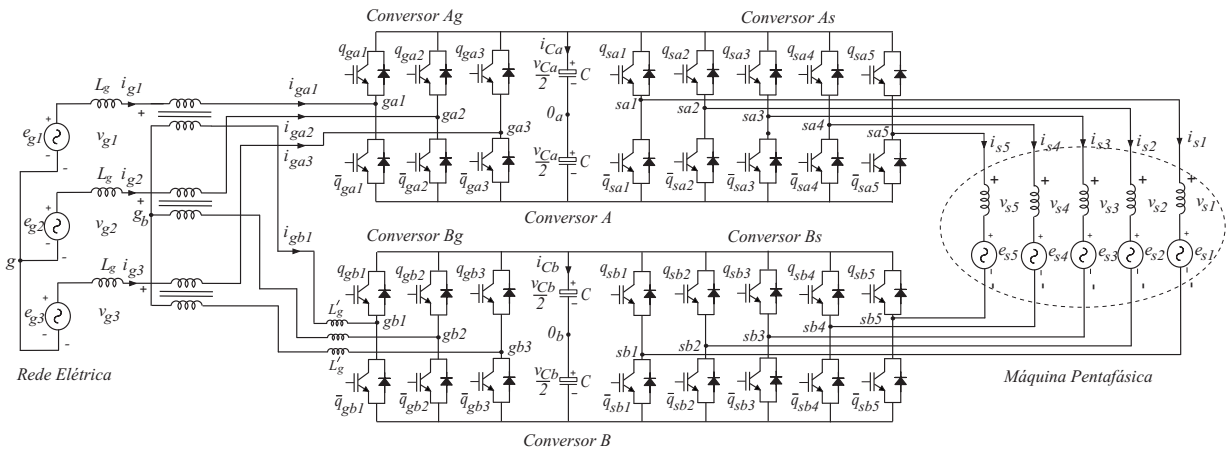 Conversor Ag
Conversor As
q_ga1 q_ga2 q_ga3
i_Ca
q_sa1 q_sa2 q_sa3 q_sa4 q_sa5
v_Ca/2 C
L_g i_g1
i_ga1
ga1 ga2 ga3
sa1 sa2 sa3 sa4 sa5
0_a
e_g1 v_g1
i_ga2
i_ga3
i_s5 i_s4 i_s3 i_s2 i_s1
v_Ca/2 C
q̅_ga1 q̅_ga2 q̅_ga3
q̅_sa1 q̅_sa2 q̅_sa3 q̅_sa4 q̅_sa5
L_g i_g2
Conversor A
v_s5 v_s4 v_s3 v_s2 v_s1
e_g2 v_g2 g_b
g
i_gb1
Conversor Bg
Conversor Bs
e_s5 e_s4 e_s3 e_s2 e_s1
q_gb1 q_gb2 q_gb3
i_Cb
q_sb1 q_sb2 q_sb3 q_sb4 q_sb5
v_Cb/2 C
L_g i_g3
e_g3 v_g3
L'_g
gb1 gb2 gb3
L'_g
0_b
sb1 sb2 sb3 sb4 sb5
v_Cb/2 C
Rede Elétrica
Máquina Pentafásica
q̅_gb1 q̅_gb2 q̅_gb3
q̅_sb1 q̅_sb2 q̅_sb3 q̅_sb4 q̅_sb5
Conversor B